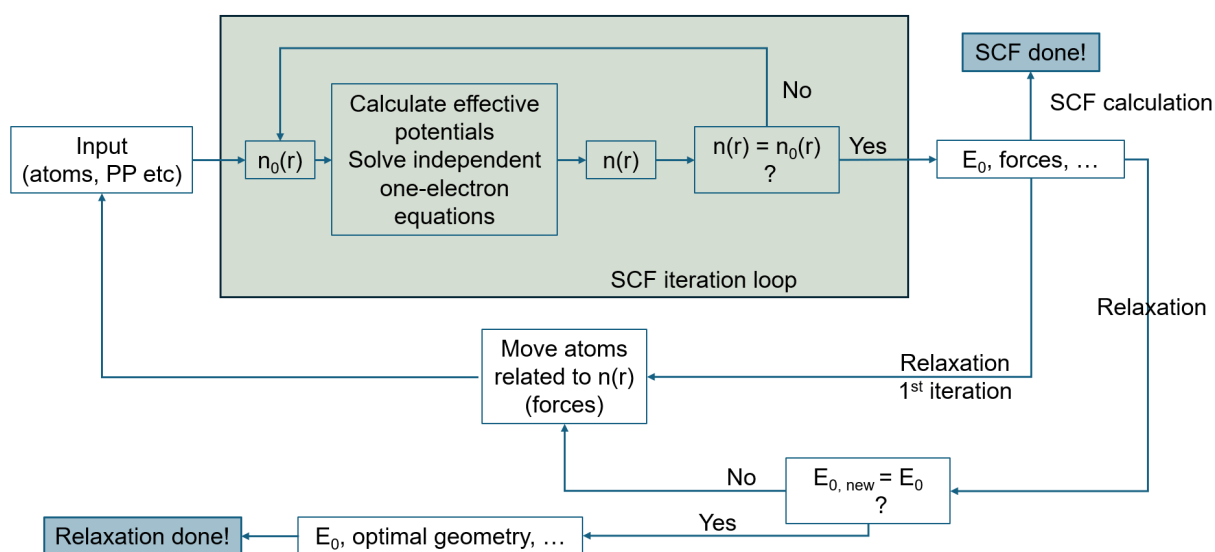 SCF done!
No
SCF calculation
Input
(atoms, PP etc)
n₀(r)
Calculate effective
potentials
Solve independent
one-electron
equations
n(r)
n(r) = n₀(r)
?
Yes
E₀, forces, …
SCF iteration loop
Relaxation
Move atoms
related to n(r)
(forces)
Relaxation
1ˢᵗ iteration
No
E₀, new = E₀
?
Yes
Relaxation done!
E₀, optimal geometry, …